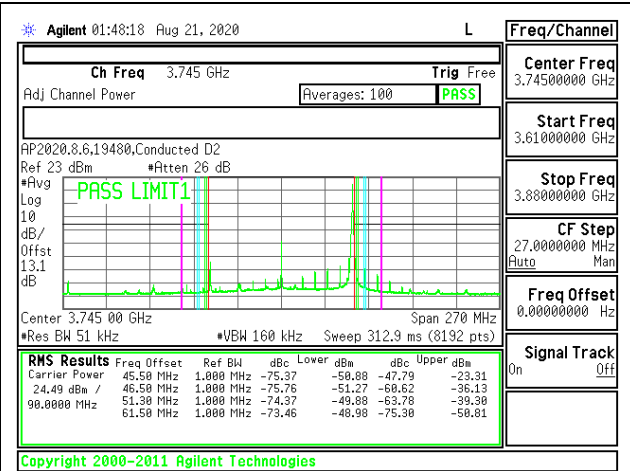 Agilent 01:48:18 Aug 21, 2020 L
Freq/Channel
Ch Freq 3.745 GHz Trig Free
Adj Channel Power Averages: 100 PASS
AP2020.8.6,19480,Conducted D2
Ref 23 dBm #Atten 26 dB
#Avg
Log
10
dB/
Offst
13.1
dB
PASS LIMIT1
Center 3.745 00 GHz Span 270 MHz
#Res BW 51 kHz #VBW 160 kHz Sweep 312.9 ms (8192 pts)
RMS Results Freq Offset Ref BW dBc Lower dBm dBc Upper dBm
Carrier Power 45.50 MHz 1.000 MHz -75.37 -50.88 -47.79 -23.31
24.49 dBm / 46.50 MHz 1.000 MHz -75.76 -51.27 -60.62 -36.13
90.0000 MHz 51.30 MHz 1.000 MHz -74.37 -49.88 -63.78 -39.30
61.50 MHz 1.000 MHz -73.46 -48.98 -75.30 -50.81
Copyright 2000-2011 Agilent Technologies
Center Freq
3.74500000 GHz
Start Freq
3.61000000 GHz
Stop Freq
3.88000000 GHz
CF Step
27.0000000 MHz
Auto Man
Freq Offset
0.00000000 Hz
Signal Track
On Off